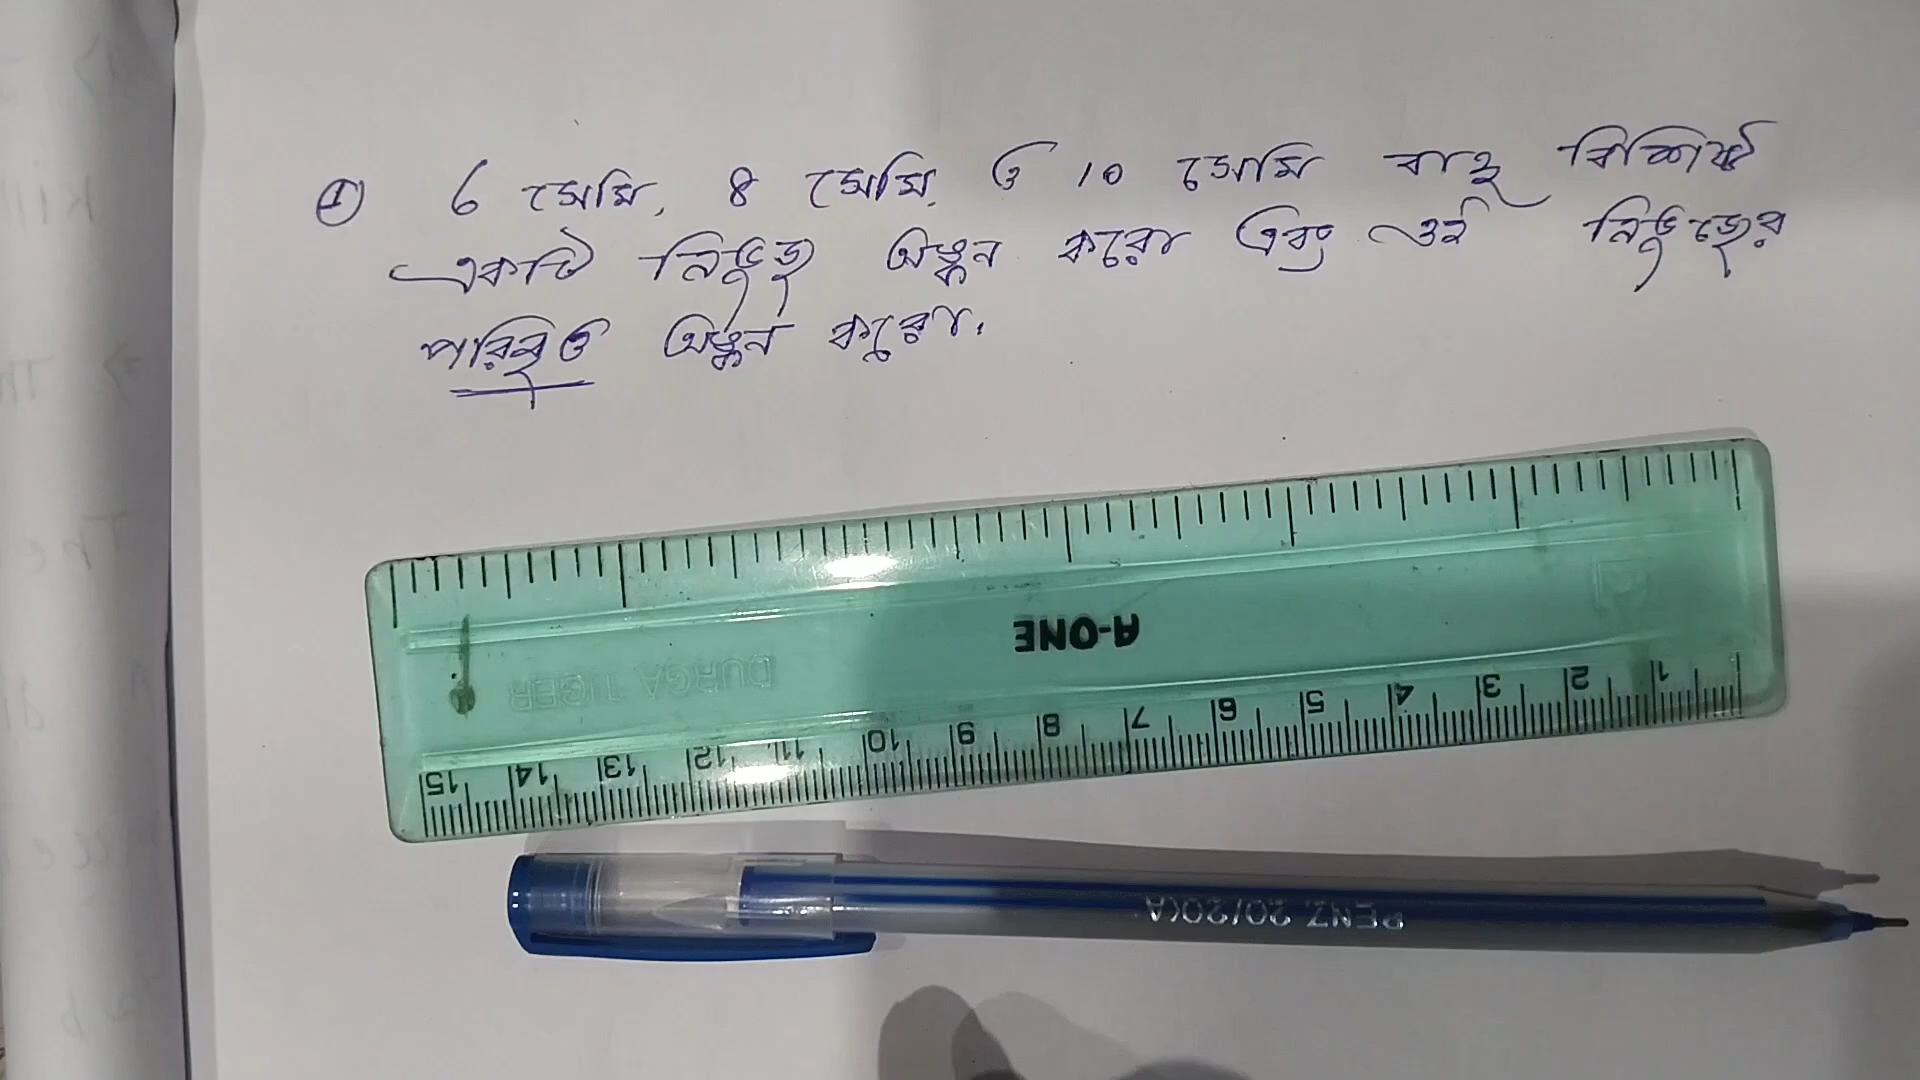 ① 6 সেমি, 8 সেমি, ও 10 সেমি বাহু বিশিষ্ট
একটি ত্রিভুজ অঙ্কন করো এবং ওই ত্রিভুজের
পরিবৃত্ত অঙ্কন করো।
A-ONE
DURGA TIGER
15 14 13 12 11 10 9 8 7 6 5 4 3 2 1
PENZ 20/20